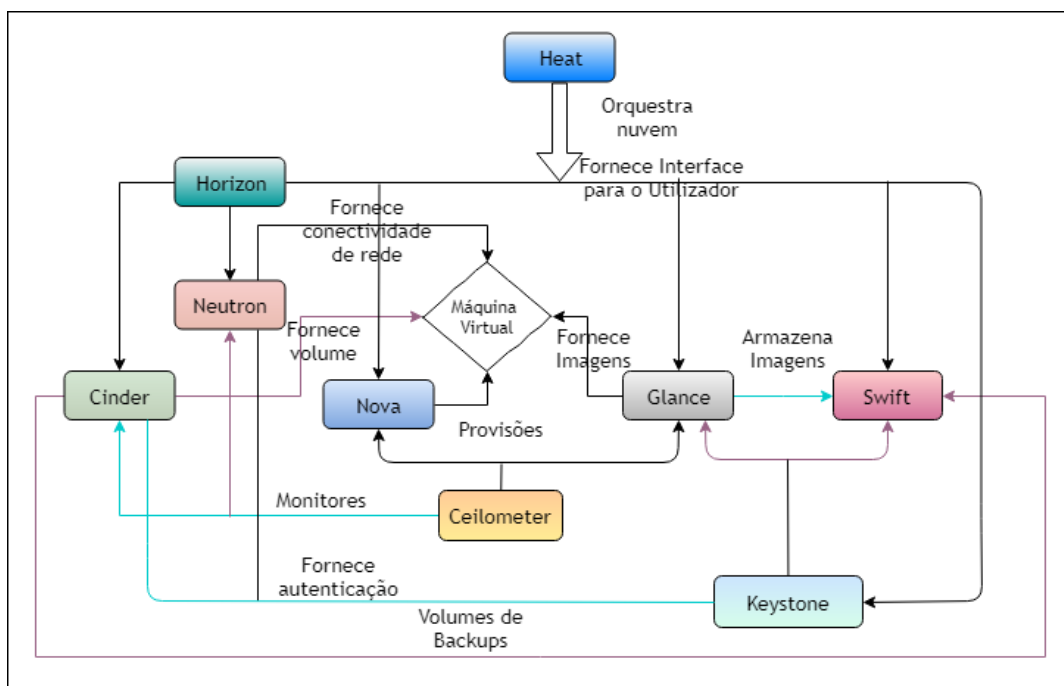 Heat
Orquestra
nuvem
Fornece Interface
para o Utilizador
Horizon
Fornece
conectividade
de rede
Neutron
Máquina
Virtual
Fornece
volume
Fornece
Imagens
Armazena
Imagens
Cinder
Nova
Glance
Swift
Provisões
Monitores
Ceilometer
Fornece
autenticação
Keystone
Volumes de
Backups